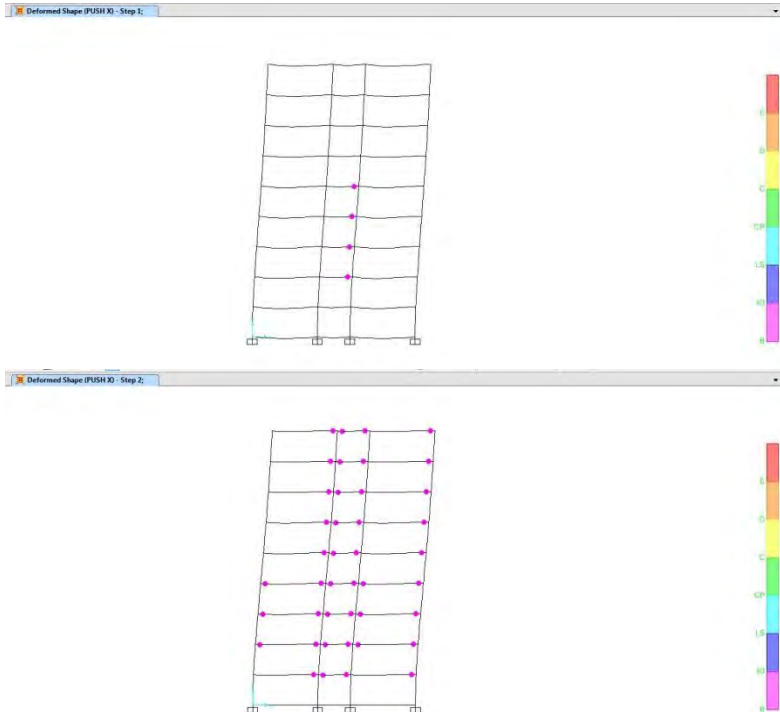 Deformed Shape (PUSH X) - Step 1;
E
D
C
CP
LS
IO
B
Deformed Shape (PUSH X) - Step 2;
E
D
C
CP
LS
IO
B